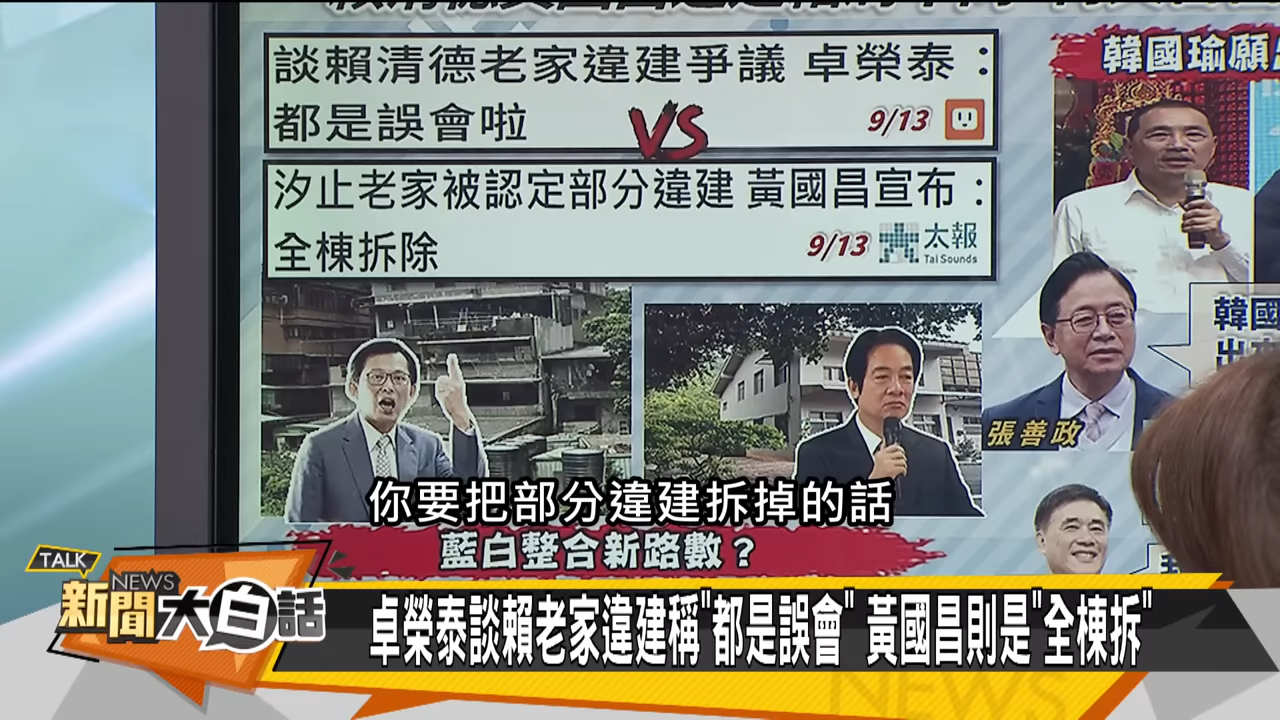 韓國瑜願
談賴清德老家違建爭議 卓榮泰：
都是誤會啦
9/13
VS
汐止老家被認定部分違建 黃國昌宣布：
全棟拆除
9/13
太報
Tai Sounds
韓國
張善政
你要把部分違建拆掉的話
藍白整合新路數？
TALK
NEWS
新聞大白話
卓榮泰談賴老家違建稱"都是誤會" 黃國昌則是"全棟拆"
NEWS